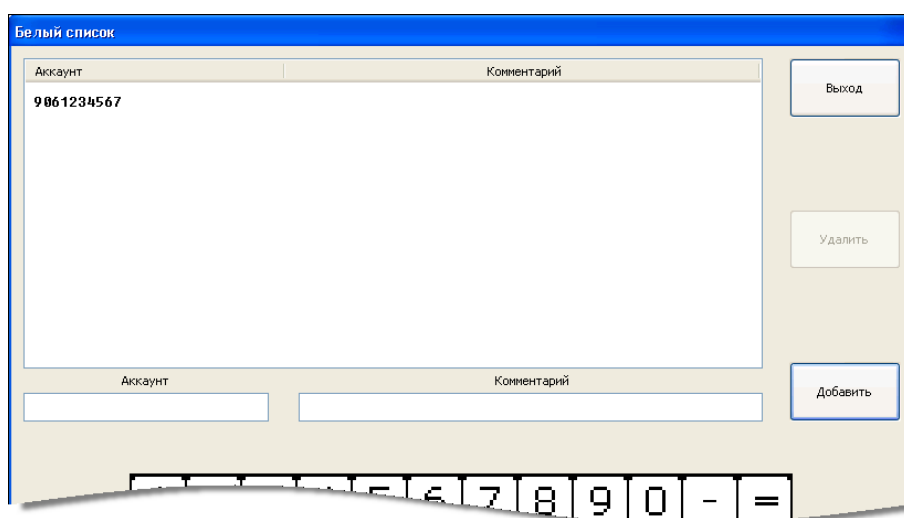 Белый список
Аккаунт Комментарий
9061234567
Выход
Удалить
Аккаунт Комментарий
Добавить
5 6 7 8 9 0 - =